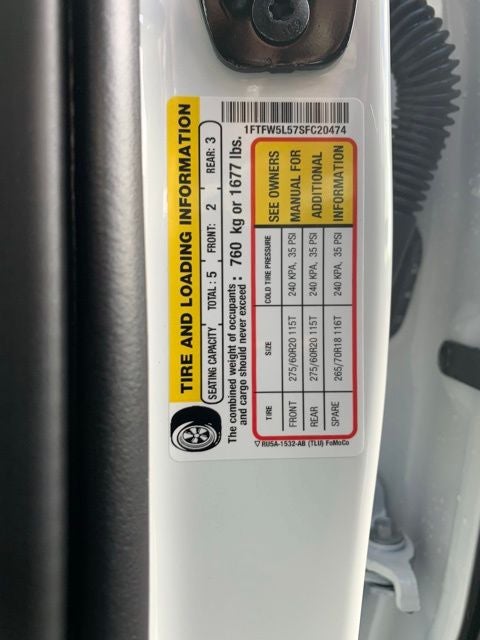 TIRE AND LOADING INFORMATION
SEATING CAPACITY TOTAL : 5 FRONT: 2 REAR: 3
The combined weight of occupants : 760 kg or 1677 lbs.
and cargo should never exceed :
TIRE SIZE COLD TIRE PRESSURE
FRONT 275/60R20 115T 240 KPA, 35 PSI
REAR 275/60R20 115T 240 KPA, 35 PSI
SPARE 265/70R18 116T 240 KPA, 35 PSI
SEE OWNERS
MANUAL FOR
ADDITIONAL
INFORMATION
1FTFW5L57SFC20474
RU5A-1532-AB (TLU) FoMoCo